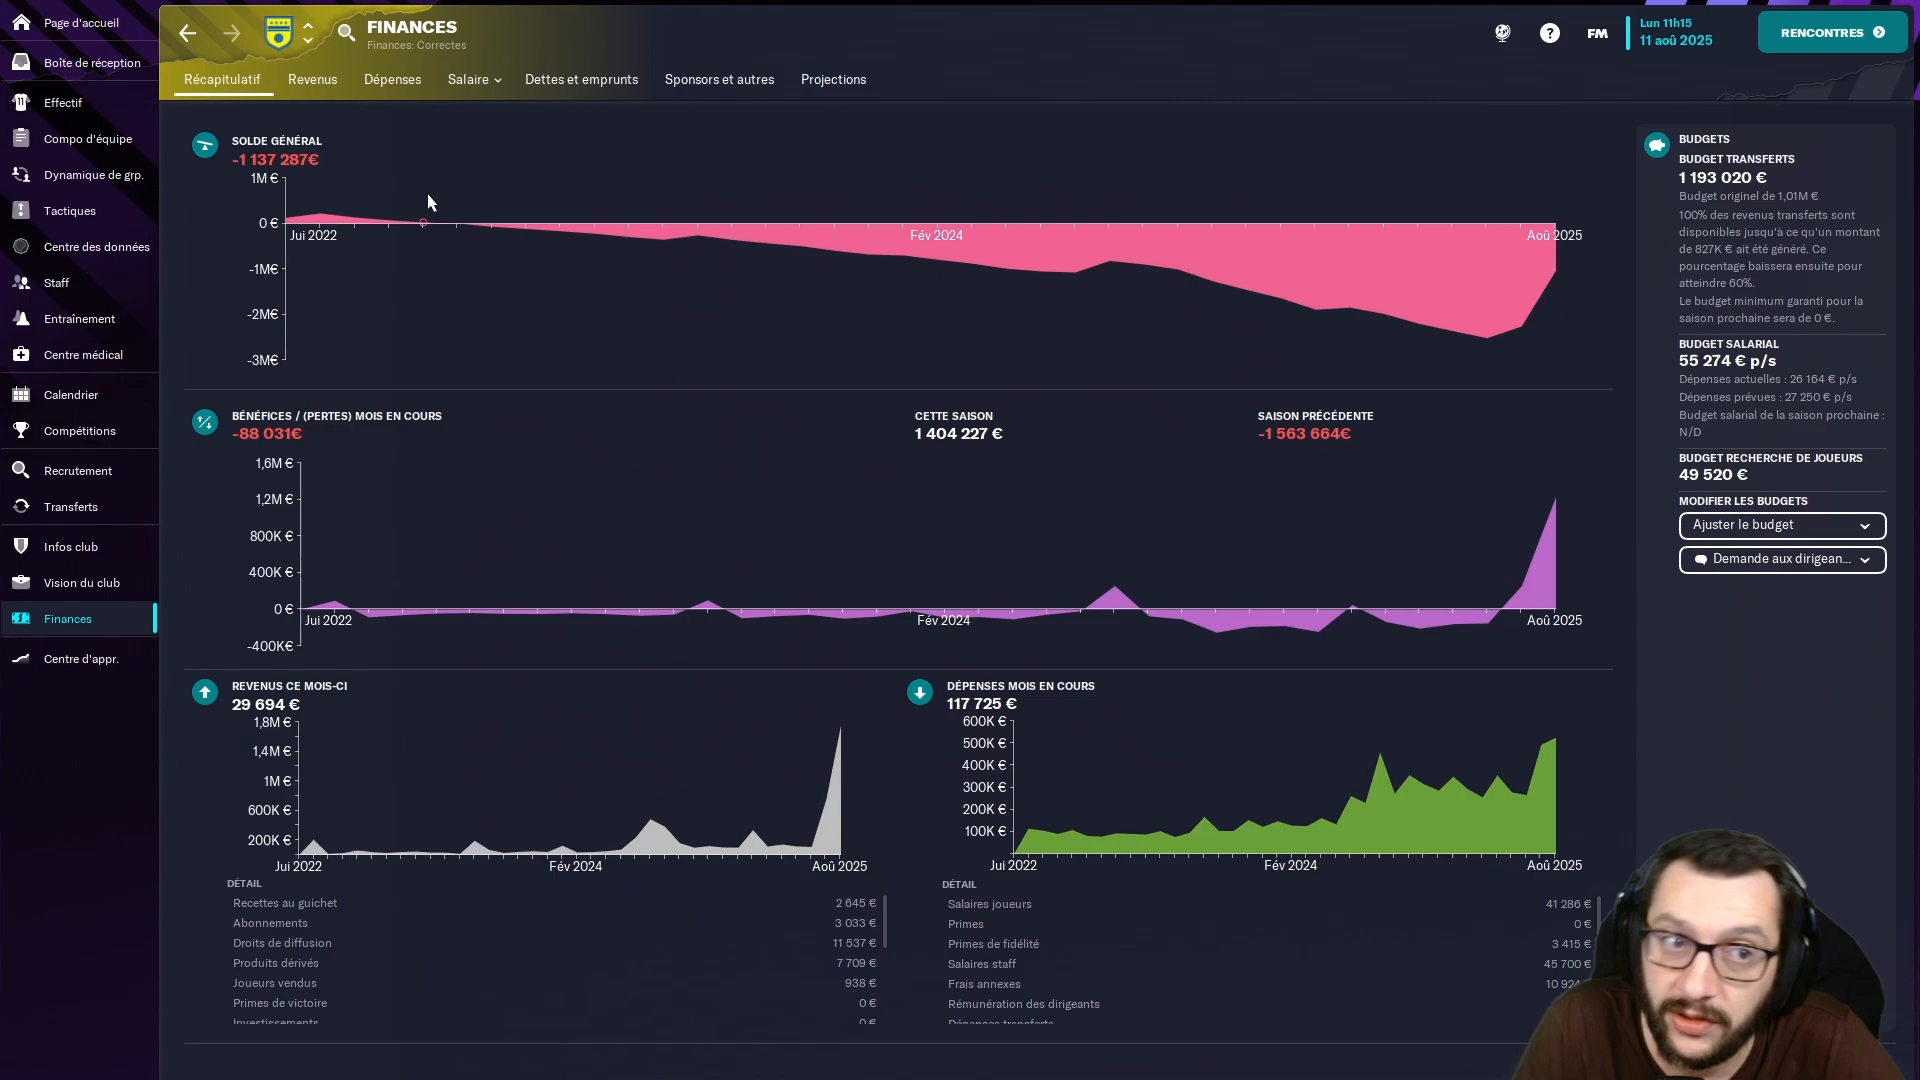 Page d'accueil
Boîte de réception
Effectif
Compo d'équipe
Dynamique de grp.
Tactiques
Centre des données
Staff
Entraînement
Centre médical
Calendrier
Compétitions
Recrutement
Transferts
Infos club
Vision du club
Finances
Centre d'appr.
FINANCES
Finances: Correctes
FM
Lun 11h15
11 aoû 2025
RENCONTRES
Récapitulatif
Revenus
Dépenses
Salaire
Dettes et emprunts
Sponsors et autres
Projections
SOLDE GÉNÉRAL
-1 137 287€
1M €
0 €
-1M€
-2M€
-3M€
Jui 2022
Fév 2024
Aoû 2025
BÉNÉFICES / (PERTES) MOIS EN COURS
-88 031€
CETTE SAISON
1 404 227 €
SAISON PRÉCÉDENTE
-1 563 664€
1,6M €
1,2M €
800K €
400K €
0 €
-400K€
Jui 2022
Fév 2024
Aoû 2025
REVENUS CE MOIS-CI
29 694 €
1,8M €
1,4M €
1M €
600K €
200K €
Jui 2022
Fév 2024
Aoû 2025
DÉTAIL
Recettes au guichet 2 645 €
Abonnements 3 033 €
Droits de diffusion 11 537 €
Produits dérivés 7 709 €
Joueurs vendus 938 €
Primes de victoire 0 €
Investissements 0 €
DÉPENSES MOIS EN COURS
117 725 €
600K €
500K €
400K €
300K €
200K €
100K €
Jui 2022
Fév 2024
Aoû 2025
DÉTAIL
Salaires joueurs 41 286 €
Primes 0 €
Primes de fidélité 3 415 €
Salaires staff 45 700 €
Frais annexes 10 924
Rémunération des dirigeants
Dépenses transferts
BUDGETS
BUDGET TRANSFERTS
1 193 020 €
Budget originel de 1,01M €
100% des revenus transferts sont
disponibles jusqu'à ce qu'un montant
de 827K € ait été généré. Ce
pourcentage baissera ensuite pour
atteindre 60%.
Le budget minimum garanti pour la
saison prochaine sera de 0 €.
BUDGET SALARIAL
55 274 € p/s
Dépenses actuelles : 26 164 € p/s
Dépenses prévues : 27 250 € p/s
Budget salarial de la saison prochaine :
N/D
BUDGET RECHERCHE DE JOUEURS
49 520 €
MODIFIER LES BUDGETS
Ajuster le budget
Demande aux dirigean...